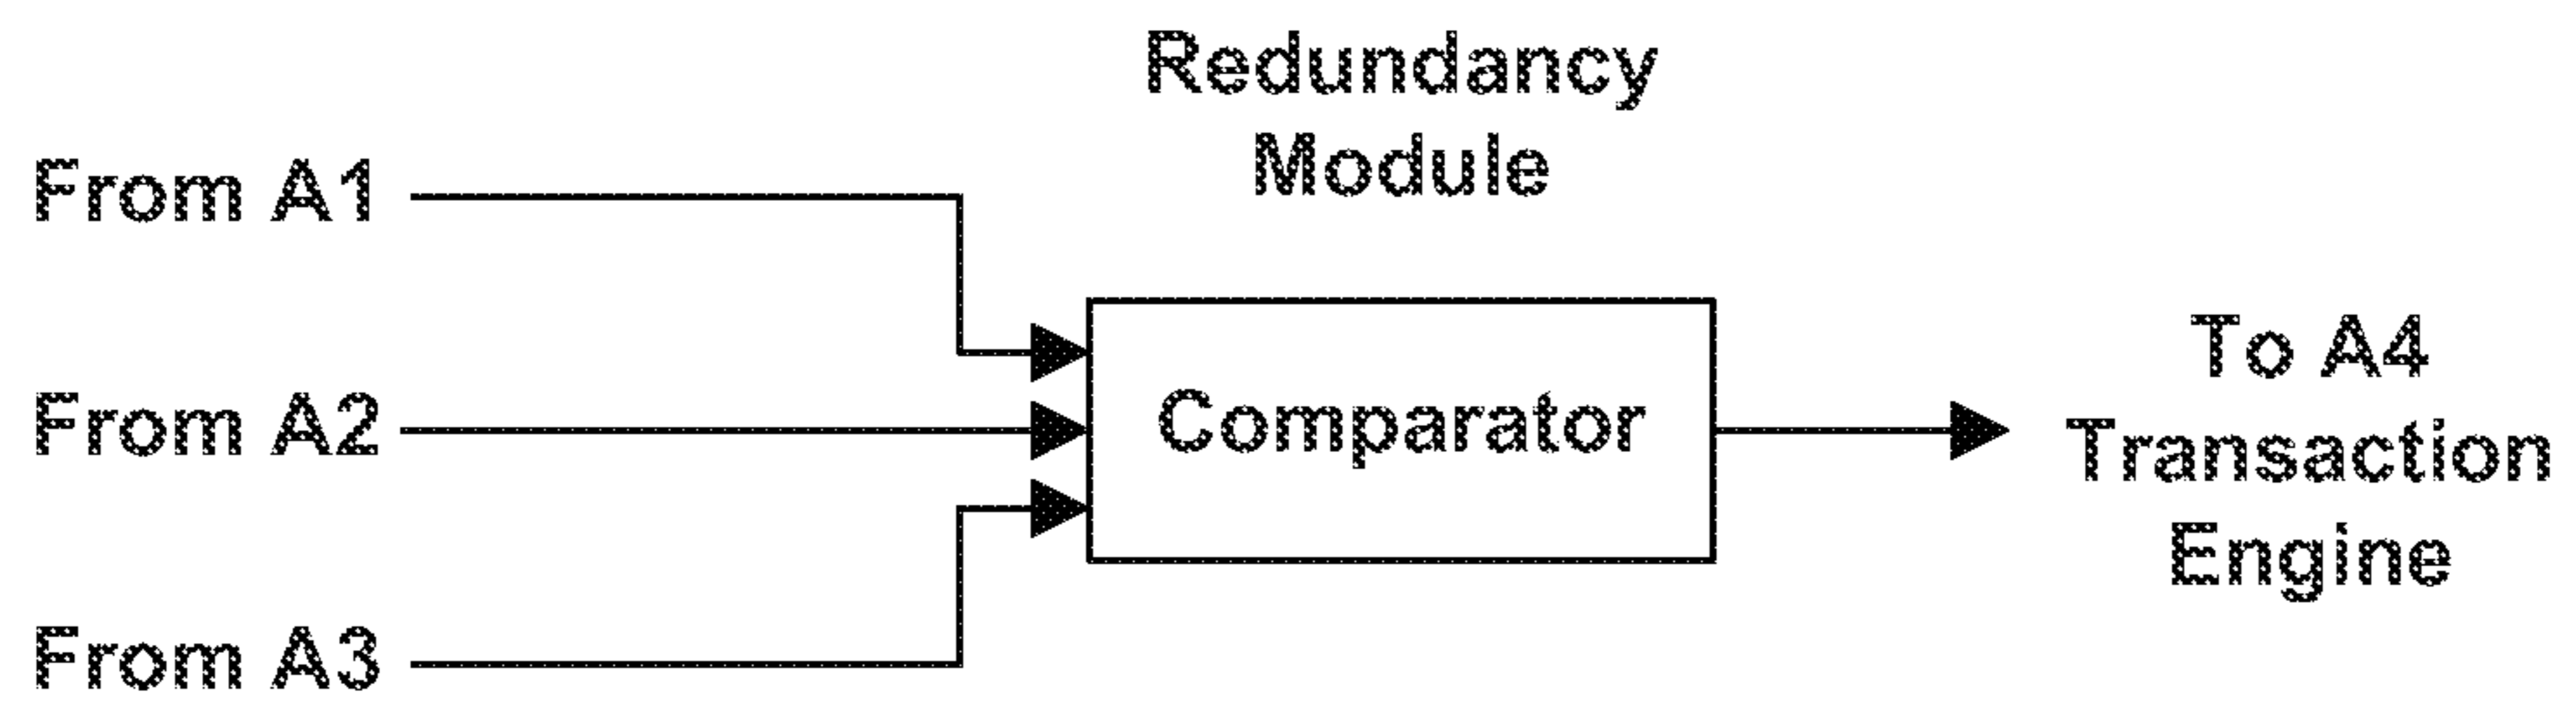 Redundancy
Module
From A1
From A2
From A3
Comparator
To A4
Transaction
Engine